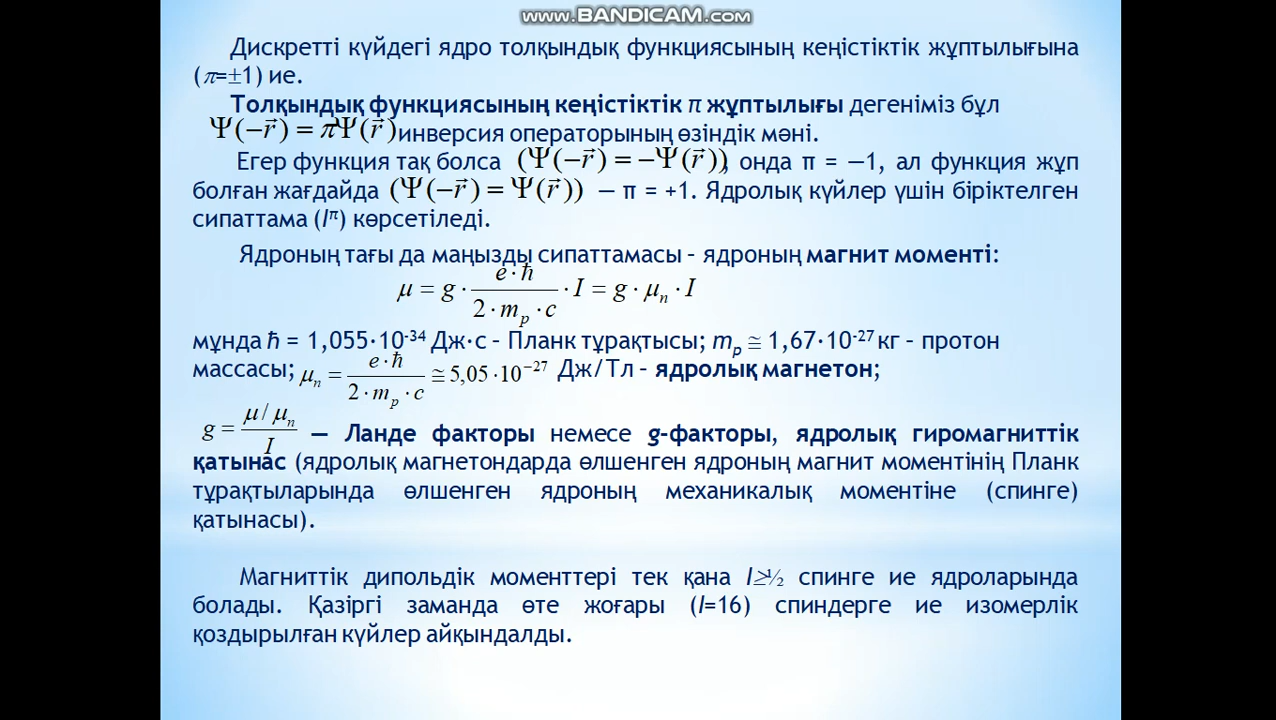 www.BANDICAM.com
Дискретті күйдегі ядро толқындық функциясының кеңістіктік жұптылығына
(π=±1) ие.
Толқындық функциясының кеңістіктік π жұптылығы дегеніміз бұл
Ψ(−r⃗) = πΨ(r⃗) инверсия операторының өзіндік мәні.
Егер функция тақ болса (Ψ(−r⃗) = −Ψ(r⃗)), онда π = —1, ал функция жұп
болған жағдайда (Ψ(−r⃗) = Ψ(r⃗)) — π = +1. Ядролық күйлер үшін біріктелген
сипаттама (Iᵖ) көрсетіледі.
Ядроның тағы да маңызды сипаттамасы – ядроның магнит моменті:
μ = g · (e·ħ)/(2·m_p·c) · I = g · μ_n · I
мұнда ħ = 1,055·10⁻³⁴ Дж·с – Планк тұрақтысы; m_p ≅ 1,67·10⁻²⁷ кг – протон
массасы; μ_n = (e·ħ)/(2·m_p·c) ≅ 5,05·10⁻²⁷ Дж/Тл – ядролық магнетон;
g = (μ/μ_n)/I — Ланде факторы немесе g-факторы, ядролық гиромагниттік
қатынас (ядролық магнетондарда өлшенген ядроның магнит моментінің Планк
тұрақтыларында өлшенген ядроның механикалық моментіне (спинге)
қатынасы).
Магниттік дипольдік моменттері тек қана I≥½ спинге ие ядроларында
болады. Қазіргі заманда өте жоғары (I=16) спиндерге ие изомерлік
қоздырылған күйлер айқындалды.